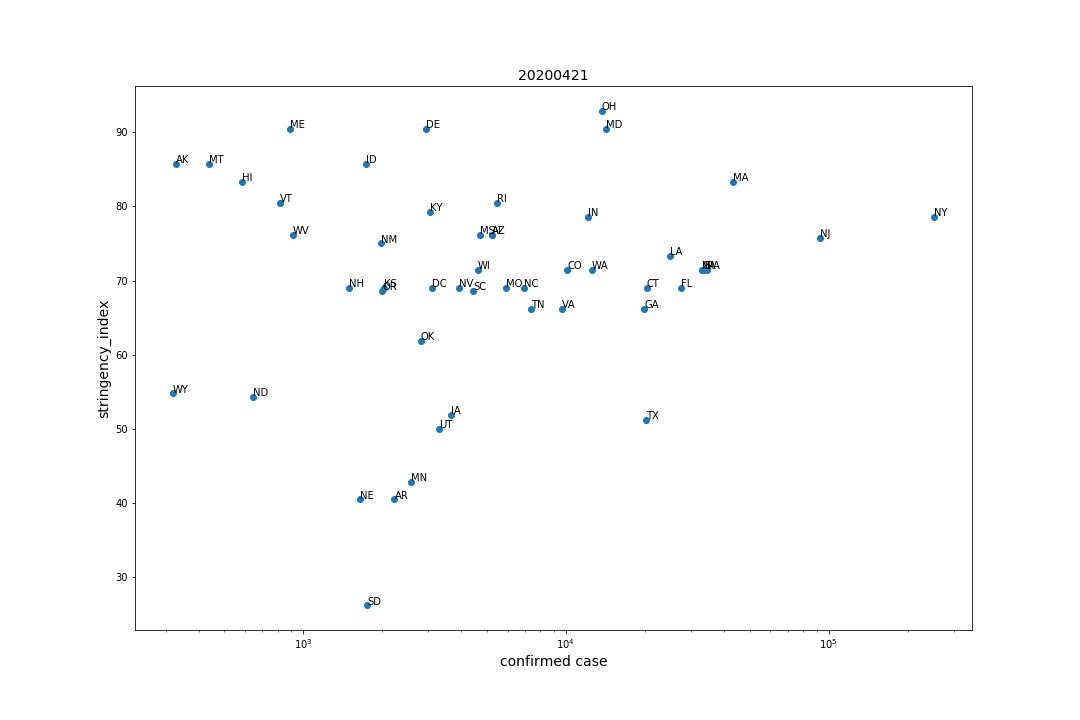 20200421
OH
ME
DE
MD
AK
MT
ID
HI
MA
VT
RI
KY
IN
NY
WV
MS
AZ
NJ
NM
LA
WI
CO
WA
NH
KS
OR
DC
NV
SC
MO
NC
CT
FL
TN
VA
GA
OK
WY
ND
IA
TX
UT
MN
NE
AR
SD
90
80
70
60
50
40
30
stringency_index
10³
10⁴
10⁵
confirmed case